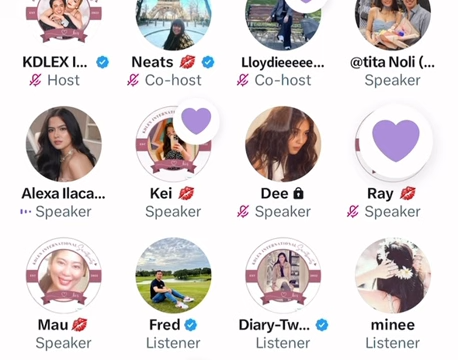 KDLEX I... 💋
Host
Neats 💋
Co-host
Lloydieeeee...
Co-host
@tita Noli (...
Speaker
Alexa Ilaca...
Speaker
Kei 💋
Speaker
Dee 🔒
Speaker
Ray 💋
Speaker
Mau 💋
Speaker
Fred
Listener
Diary-Tw...
Listener
minee
Listener